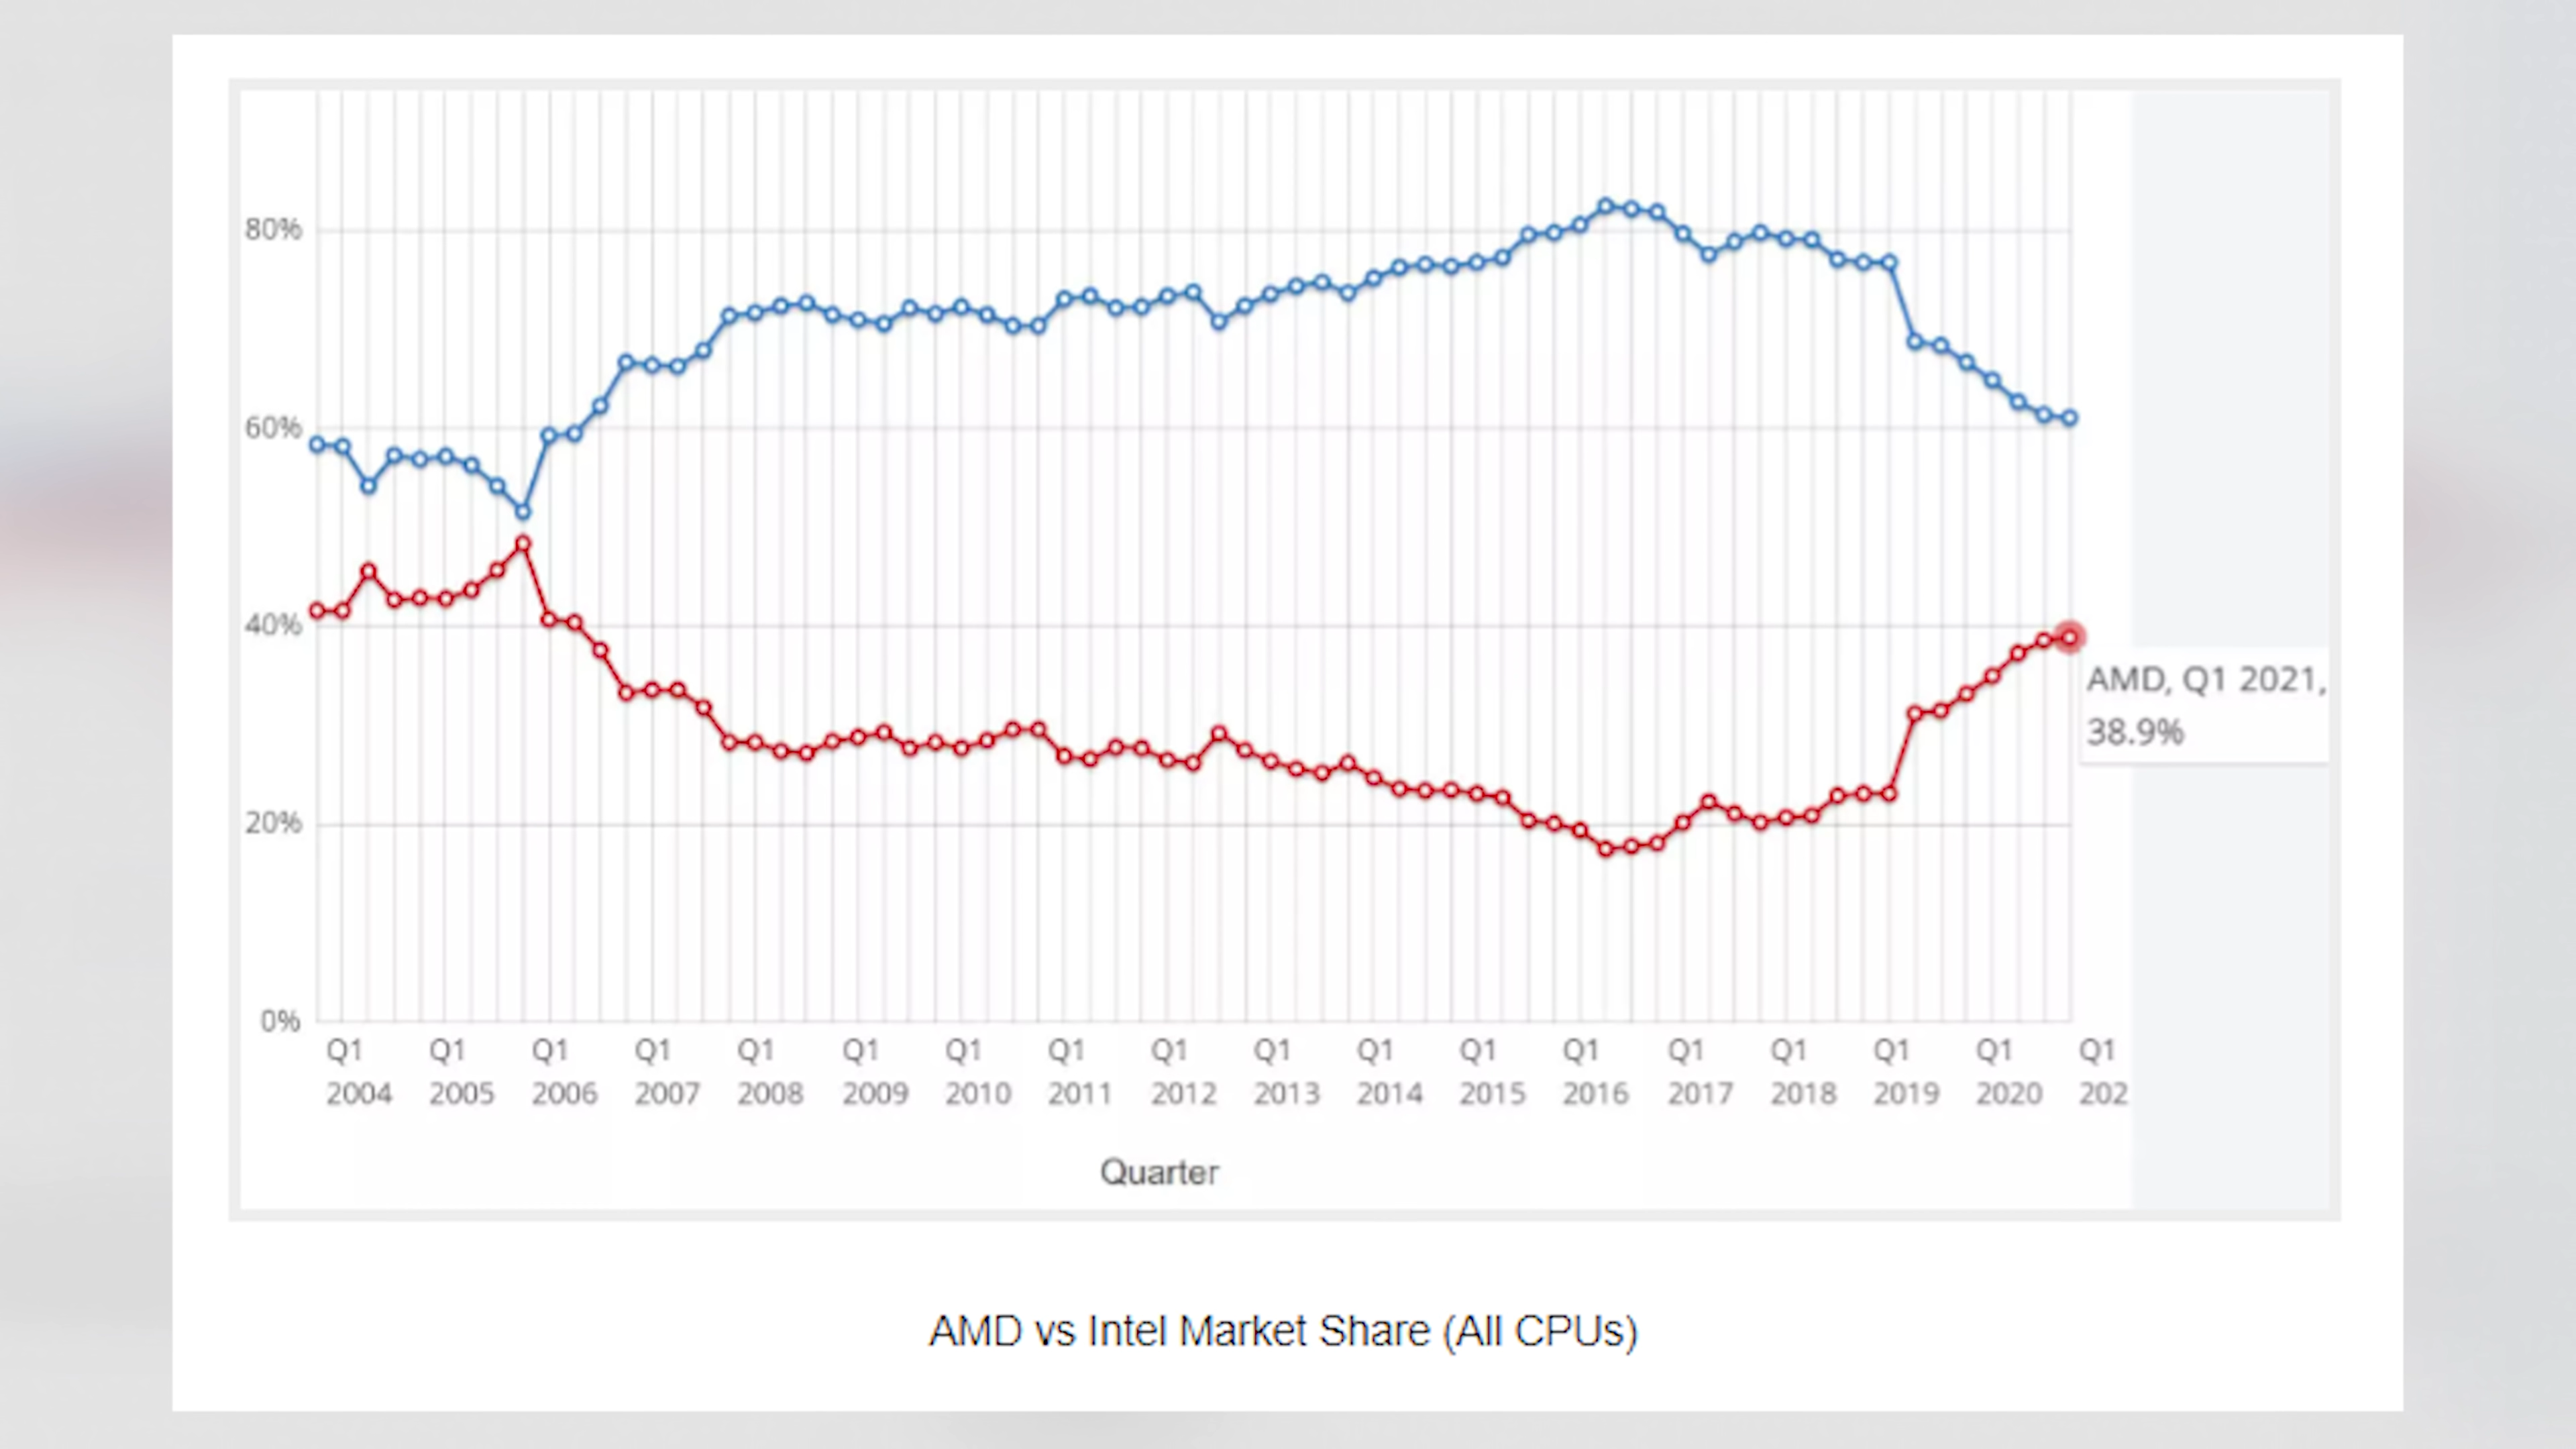 80%
60%
40%
20%
0%
AMD, Q1 2021,
38.9%
Q1 Q1 Q1 Q1 Q1 Q1 Q1 Q1 Q1 Q1 Q1 Q1 Q1 Q1 Q1 Q1 Q1 Q1
2004 2005 2006 2007 2008 2009 2010 2011 2012 2013 2014 2015 2016 2017 2018 2019 2020 202
Quarter
AMD vs Intel Market Share (All CPUs)